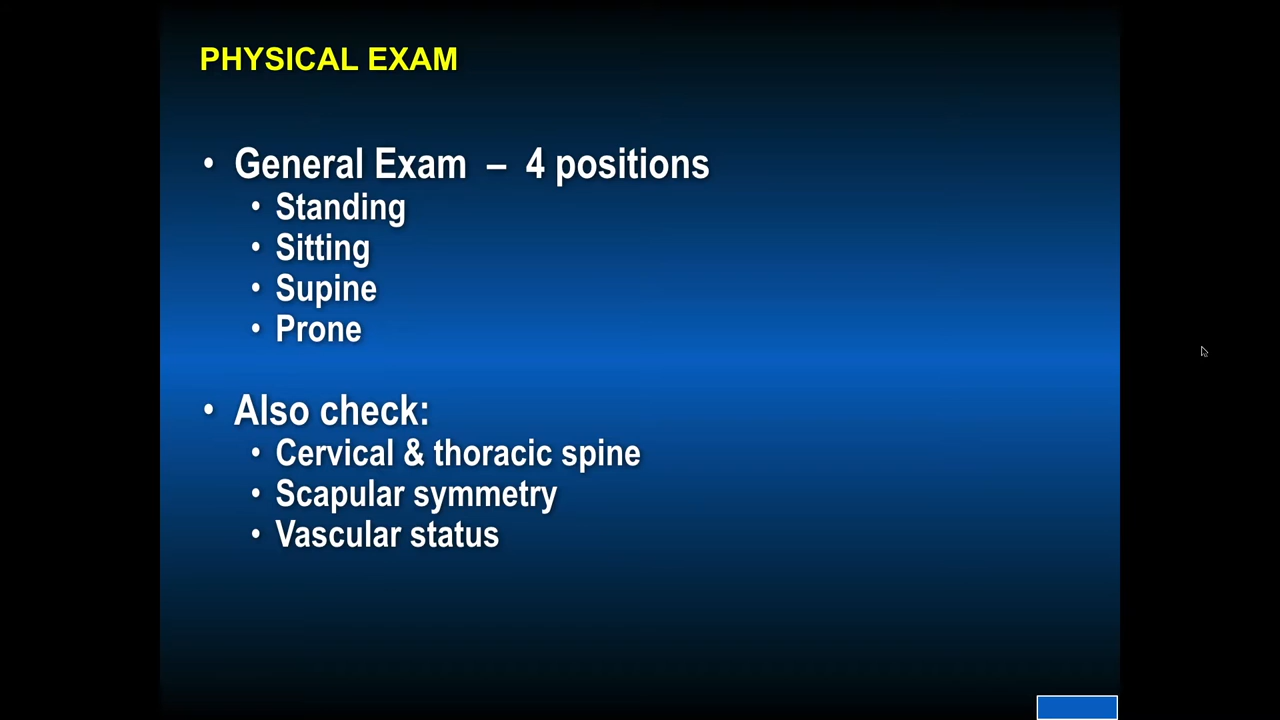 PHYSICAL EXAM
• General Exam – 4 positions
• Standing
• Sitting
• Supine
• Prone
• Also check:
• Cervical & thoracic spine
• Scapular symmetry
• Vascular status